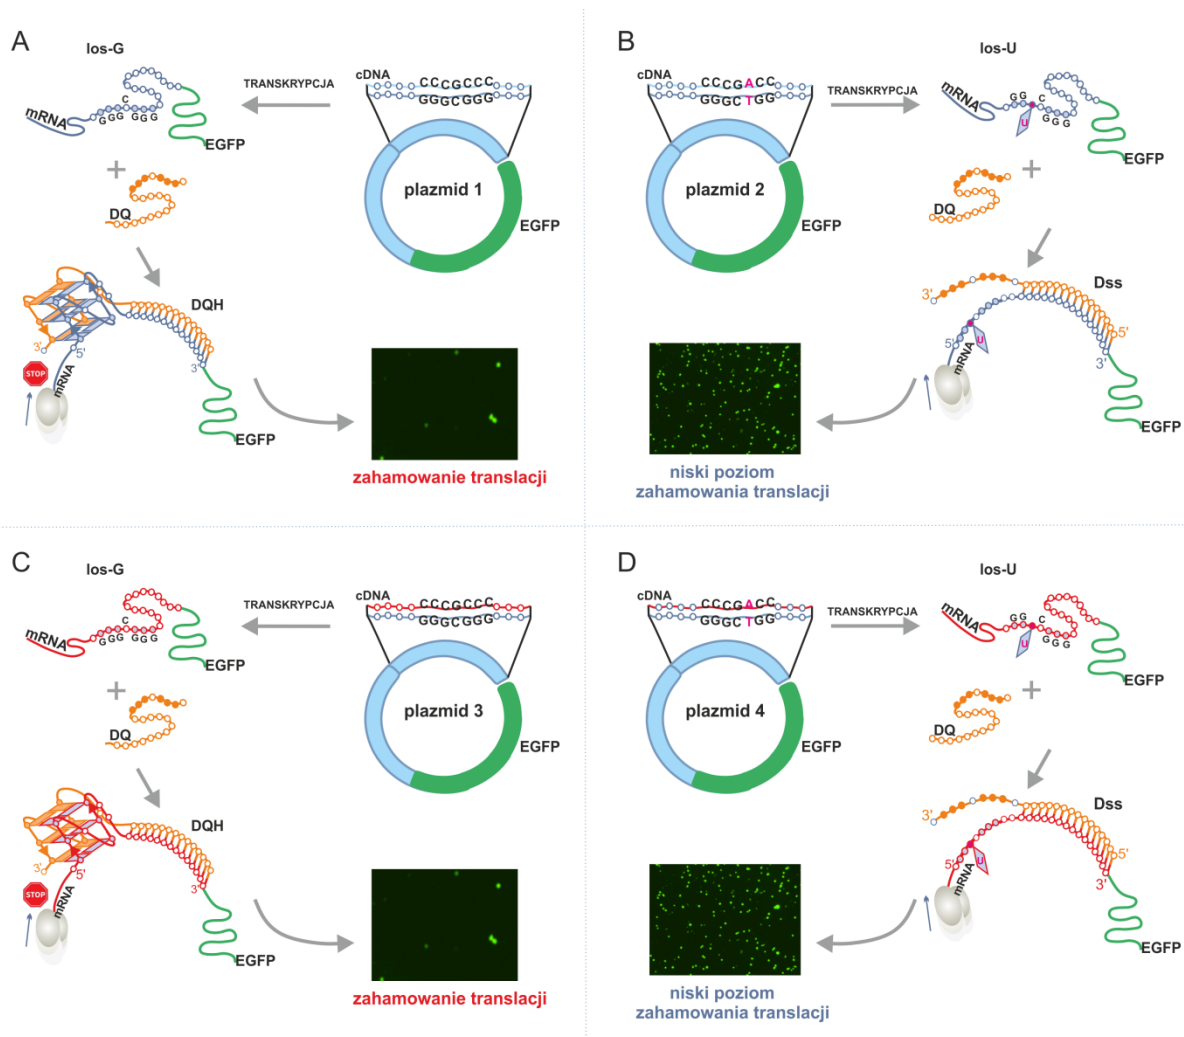 A
los-G
TRANSKRYPCJA
cDNA
CCCGCCC
GGGCGGG
mRNA
C
GGG GGG
EGFP
+
DQ
plazmid 1
EGFP
DQH
3'
5'
STOP
mRNA
3'
EGFP
zahamowanie translacji
B
los-U
cDNA
CCCGACC
GGGCTGG
TRANSKRYPCJA
mRNA
GG
C
U
GGG
EGFP
+
DQ
plazmid 2
EGFP
Dss
3'
5'
5'
U
mRNA
3'
EGFP
niski poziom
zahamowania translacji
C
los-G
TRANSKRYPCJA
cDNA
CCCGCCC
GGGCGGG
mRNA
C
GGG GGG
EGFP
+
DQ
plazmid 3
EGFP
DQH
3'
5'
STOP
mRNA
3'
EGFP
zahamowanie translacji
D
los-U
cDNA
CCCGACC
GGGCTGG
TRANSKRYPCJA
mRNA
GG
C
U
GGG
EGFP
+
DQ
plazmid 4
EGFP
Dss
3'
5'
5'
U
mRNA
3'
EGFP
niski poziom
zahamowania translacji